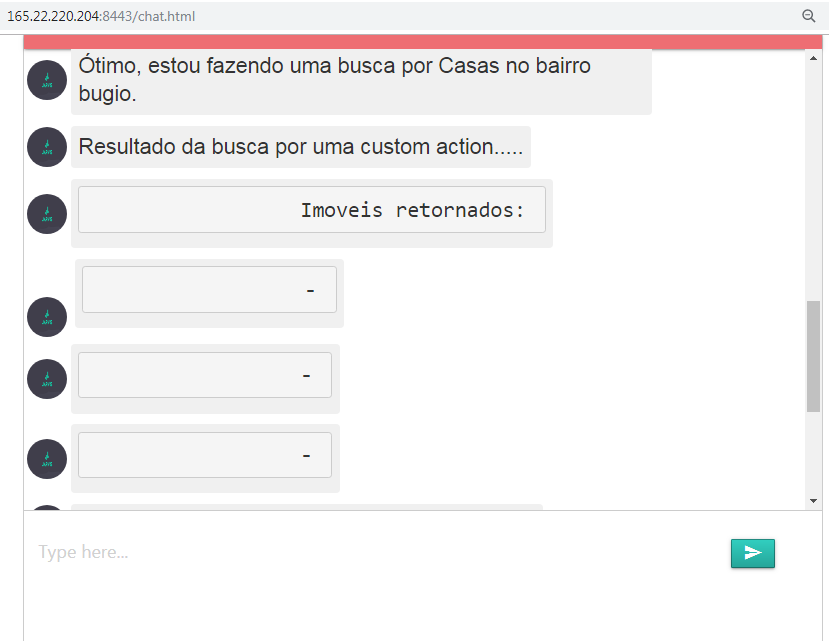 165.22.220.204:8443/chat.html
Ótimo, estou fazendo uma busca por Casas no bairro
bugio.
Resultado da busca por uma custom action.....
Imoveis retornados:
-
-
-
Type here...